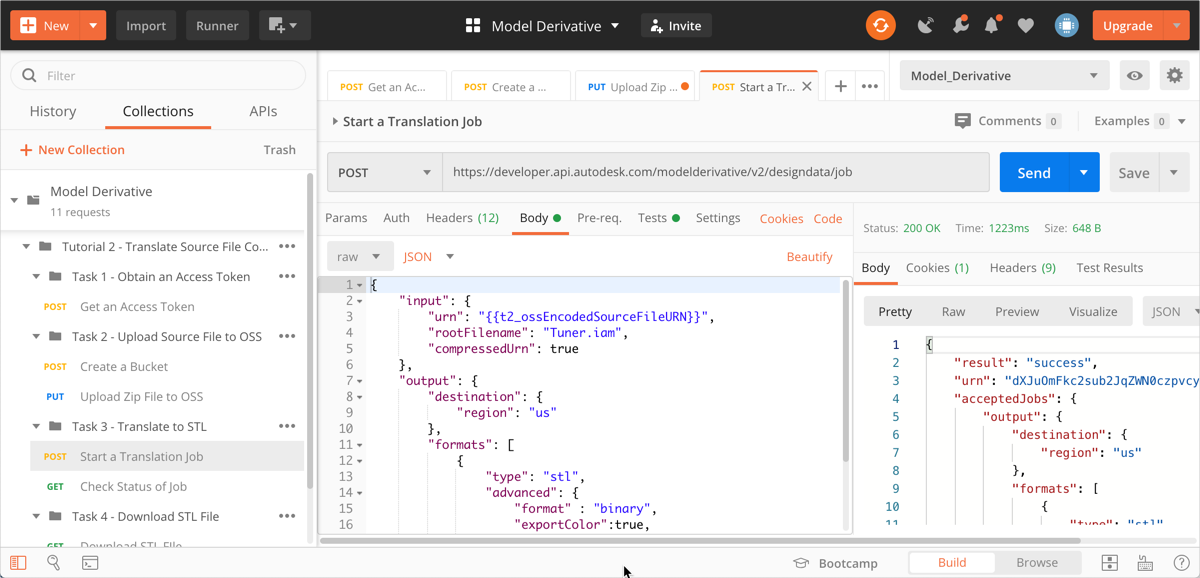 New
Import
Runner
Model Derivative
Invite
Upgrade
Filter
History
Collections
APIs
+ New Collection
Trash
Model Derivative
11 requests
Tutorial 2 - Translate Source File Co...
Task 1 - Obtain an Access Token
POST Get an Access Token
Task 2 - Upload Source File to OSS
POST Create a Bucket
PUT Upload Zip File to OSS
Task 3 - Translate to STL
POST Start a Translation Job
GET Check Status of Job
Task 4 - Download STL File
GET Download STL File
POST Get an Ac...
POST Create a ...
PUT Upload Zip ...
POST Start a Tr...
Model_Derivative
Start a Translation Job
Comments 0
Examples 0
POST
https://developer.api.autodesk.com/modelderivative/v2/designdata/job
Send
Save
Params Auth Headers (12) Body Pre-req. Tests Settings Cookies Code
raw JSON Beautify
1 {
2 "input": {
3 "urn": "{{t2_ossEncodedSourceFileURN}}",
4 "rootFilename": "Tuner.iam",
5 "compressedUrn": true
6 },
7 "output": {
8 "destination": {
9 "region": "us"
10 },
11 "formats": [
12 {
13 "type": "stl",
14 "advanced": {
15 "format" : "binary",
16 "exportColor":true,
Status: 200 OK Time: 1223ms Size: 648 B
Body Cookies (1) Headers (9) Test Results
Pretty Raw Preview Visualize JSON
1 {
2 "result": "success",
3 "urn": "dXJuOmFkc2sub2JqZWN0czpvcy
4 "acceptedJobs": {
5 "output": {
6 "destination": {
7 "region": "us"
8 },
9 "formats": [
10 {
11 "type": "stl"
Bootcamp
Build
Browse